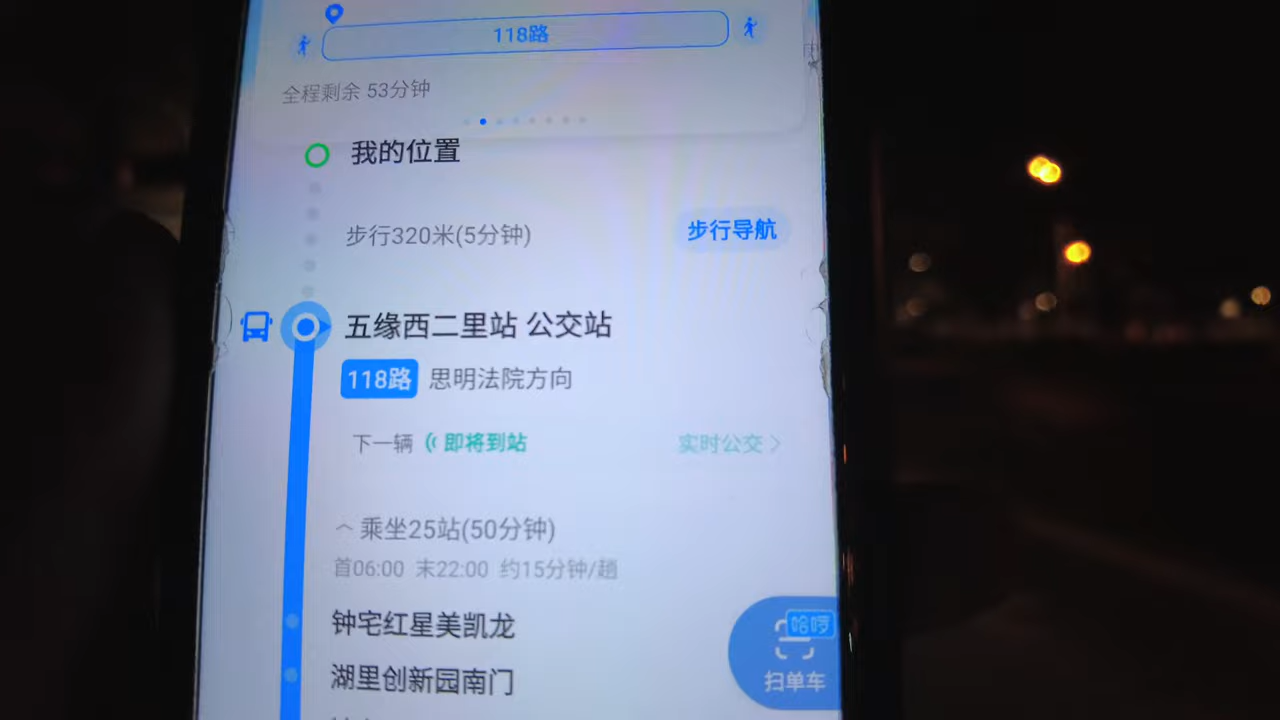 118路
全程剩余 53分钟
我的位置
步行320米(5分钟)
步行导航
五缘西二里站 公交站
118路 思明法院方向
下一辆 即将到站
实时公交
乘坐25站(50分钟)
首06:00 末22:00 约15分钟/趟
钟宅红星美凯龙
哈啰
扫单车
湖里创新园南门